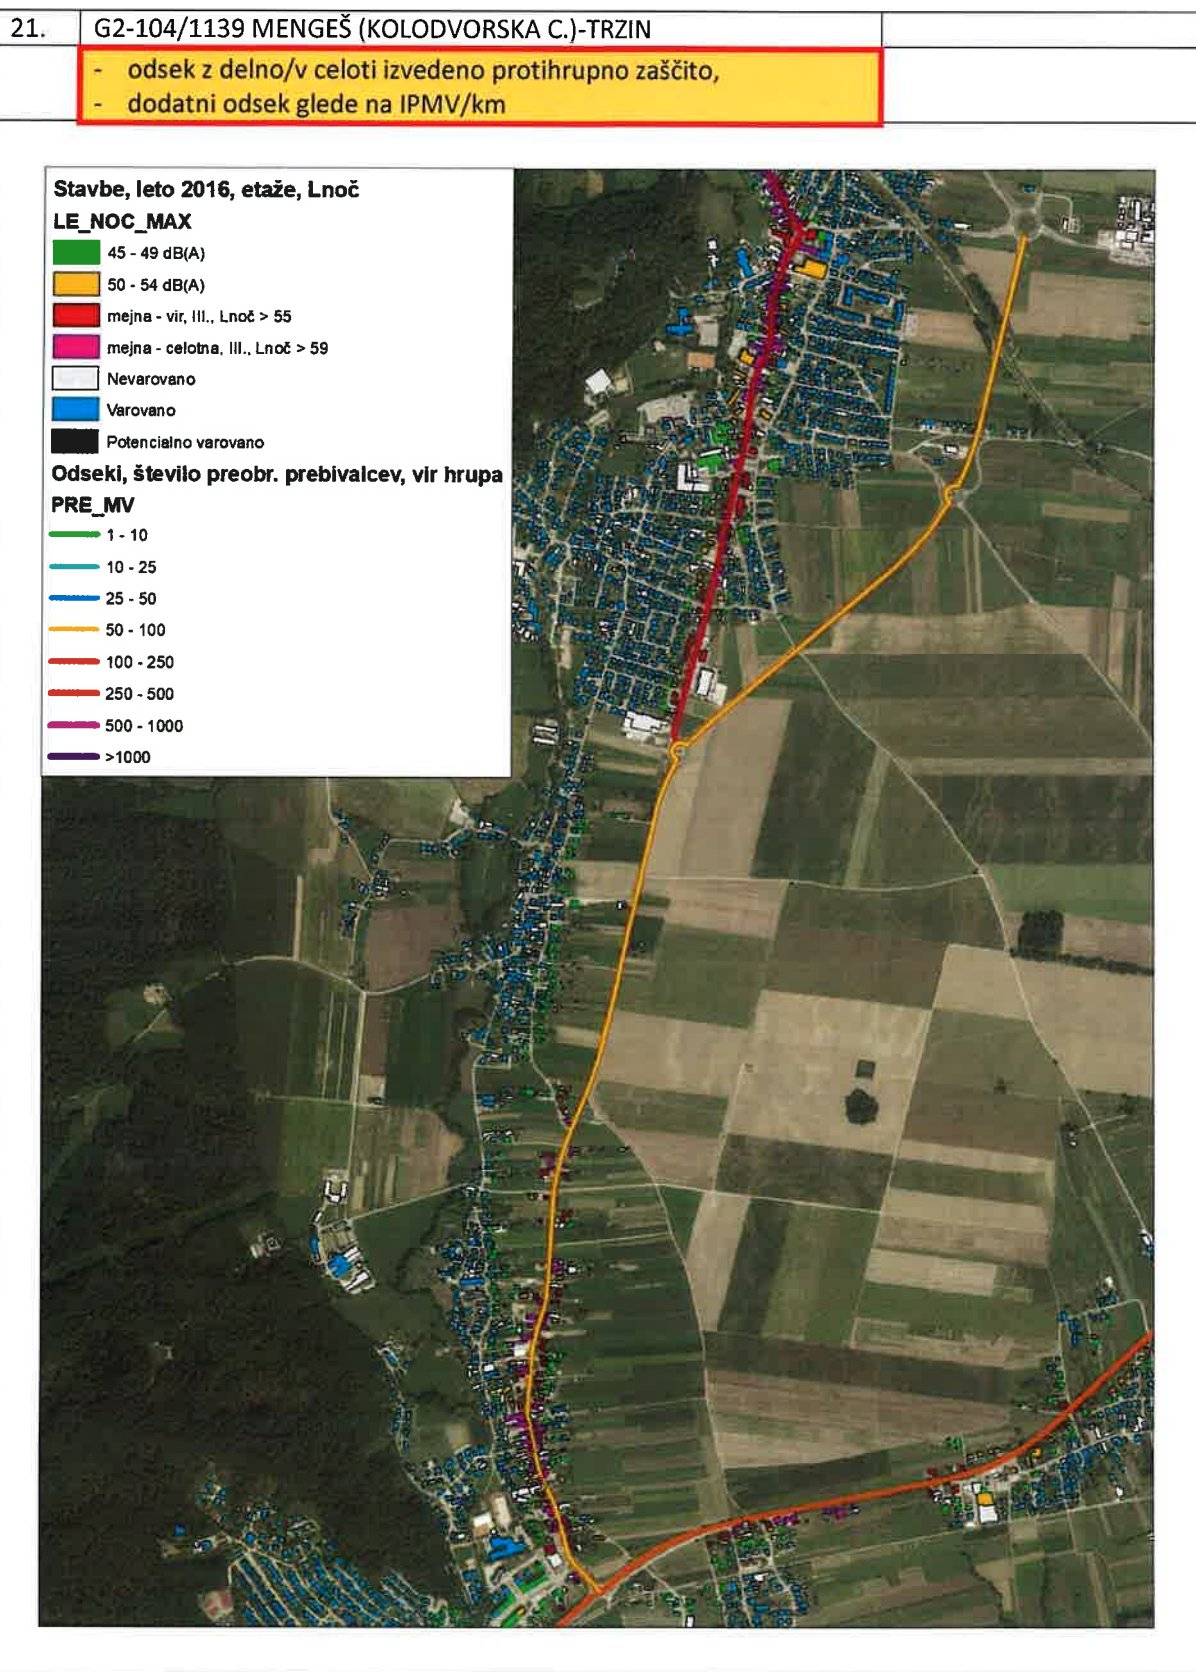 21. G2-104/1139 MENGEŠ (KOLODVORSKA C.)-TRZIN
- odsek z delno/v celoti izvedeno protihrupno zaščito,
- dodatni odsek glede na IPMV/km
Stavbe, leto 2016, etaže, Lnoč
LE_NOC_MAX
45 - 49 dB(A)
50 - 54 dB(A)
mejna - vir, III., Lnoč > 55
mejna - celotna, III., Lnoč > 59
Nevarovano
Varovano
Potencialno varovano
Odseki, število preobr. prebivalcev, vir hrupa
PRE_MV
1 - 10
10 - 25
25 - 50
50 - 100
100 - 250
250 - 500
500 - 1000
>1000